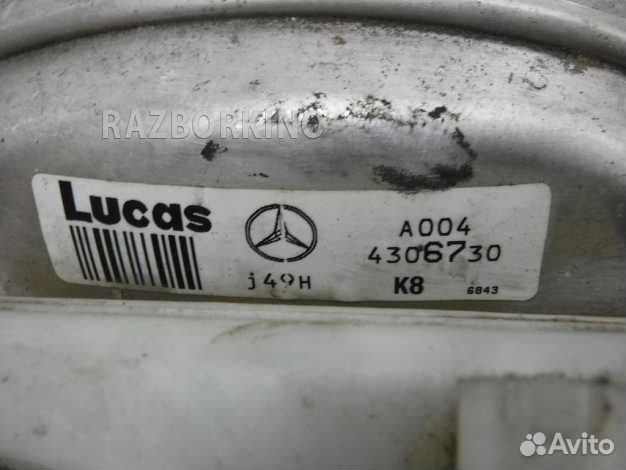 RAZBORKINO
Lucas
A004
4306730
j49H
K8
6843
Avito